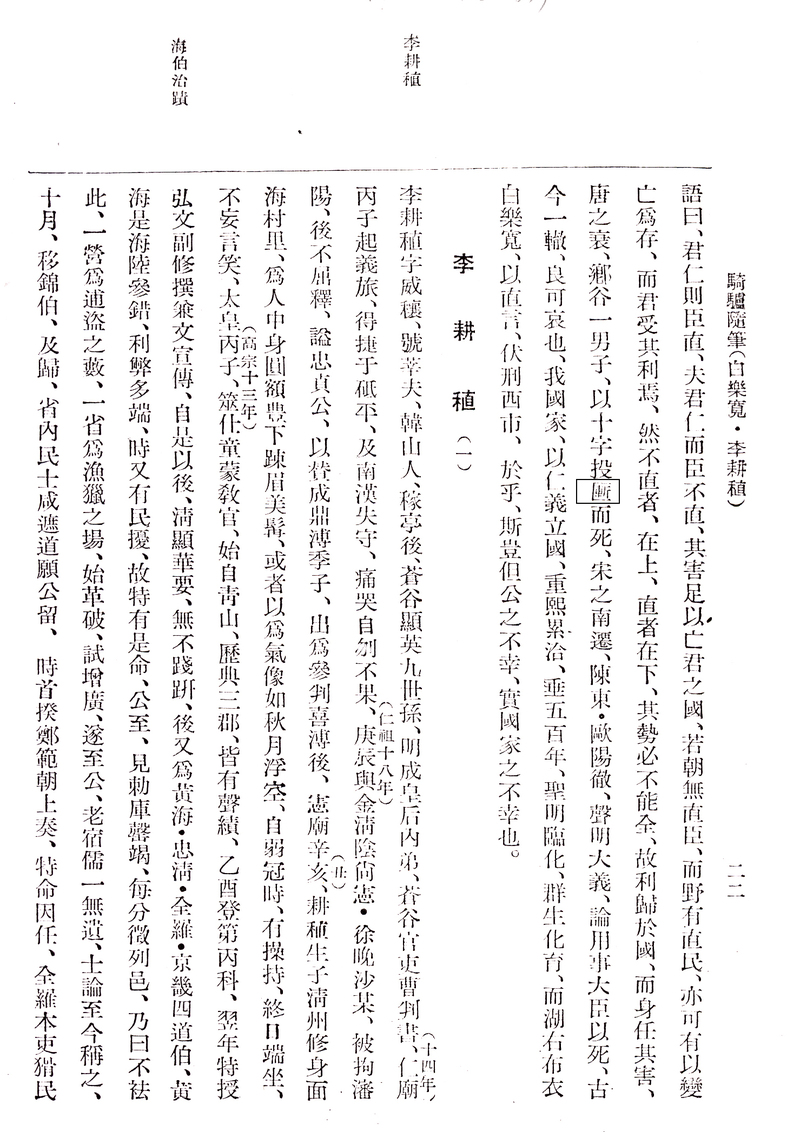 騎驢隨筆(白樂寬・李耕稙)
二二
語曰、君仁則臣直、夫君仁而臣不直、其害足以亡君之國、若朝無直臣、而野有直民、亦可有以變
亡爲存、而君受其利焉、然不直者、在上、直者在下、其勢必不能全、故利歸於國、而身任其害、
唐之衰、鄕谷一男子、以十字投而死、宋之南遷、陳東・歐陽徹、聲明大義、論用事大臣以死、古
今一轍、良可哀也、我國家、以仁義立國、重熙累洽、垂五百年、聖明臨化、群生化育、而湖右布衣
白樂寬、以直言、伏刑西市、於乎、斯豈但公之不幸、實國家之不幸也。
李耕稙(一)
李耕稙
李耕稙字威穰、號莘夫、韓山人、稼亭後、蒼谷顯英九世孫、明成皇后內弟、蒼谷官吏曹判書、仁廟(十四年)
丙子起義旅、得捷于砥平、及南漢失守、痛哭自刎不果、(仁祖十八年)庚辰與金淸陰尙憲・徐晚沙某、被拘瀋
陽、後不屈釋、謚忠貞公、以贊成鼎溥季子、出爲參判喜溥後、憲廟辛亥(丑)、耕稙生于淸州修身面
海村里、爲人中身圓額豊下踈眉美髯、或者以爲氣像如秋月浮空、自弱冠時、有操持、終日端坐、
不妄言笑、太皇丙子(高宗十三年)、筮仕童蒙敎官、始自靑山、歷典三郡、皆有聲績、乙酉登第丙科、翌年特授
弘文副修撰兼文宣傳、自是以後、淸顯華要、無不踐跰、後又爲黃海・忠淸・全羅・京畿四道伯、黃
海伯治蹟
海是海陸參錯、利弊多端、時又有民擾、故特有是命、公至、見勅庫罄竭、每分徵列邑、乃曰不祛
此、一營爲逋盜之藪、一省爲漁獵之場、始革破、試增廣、遂至公、老宿儒一無遺、士論至今稱之、
十月、移錦伯、及歸、省內民士咸遮道願公留、時首揆鄭範朝上奏、特命因任、全羅本吏猾民